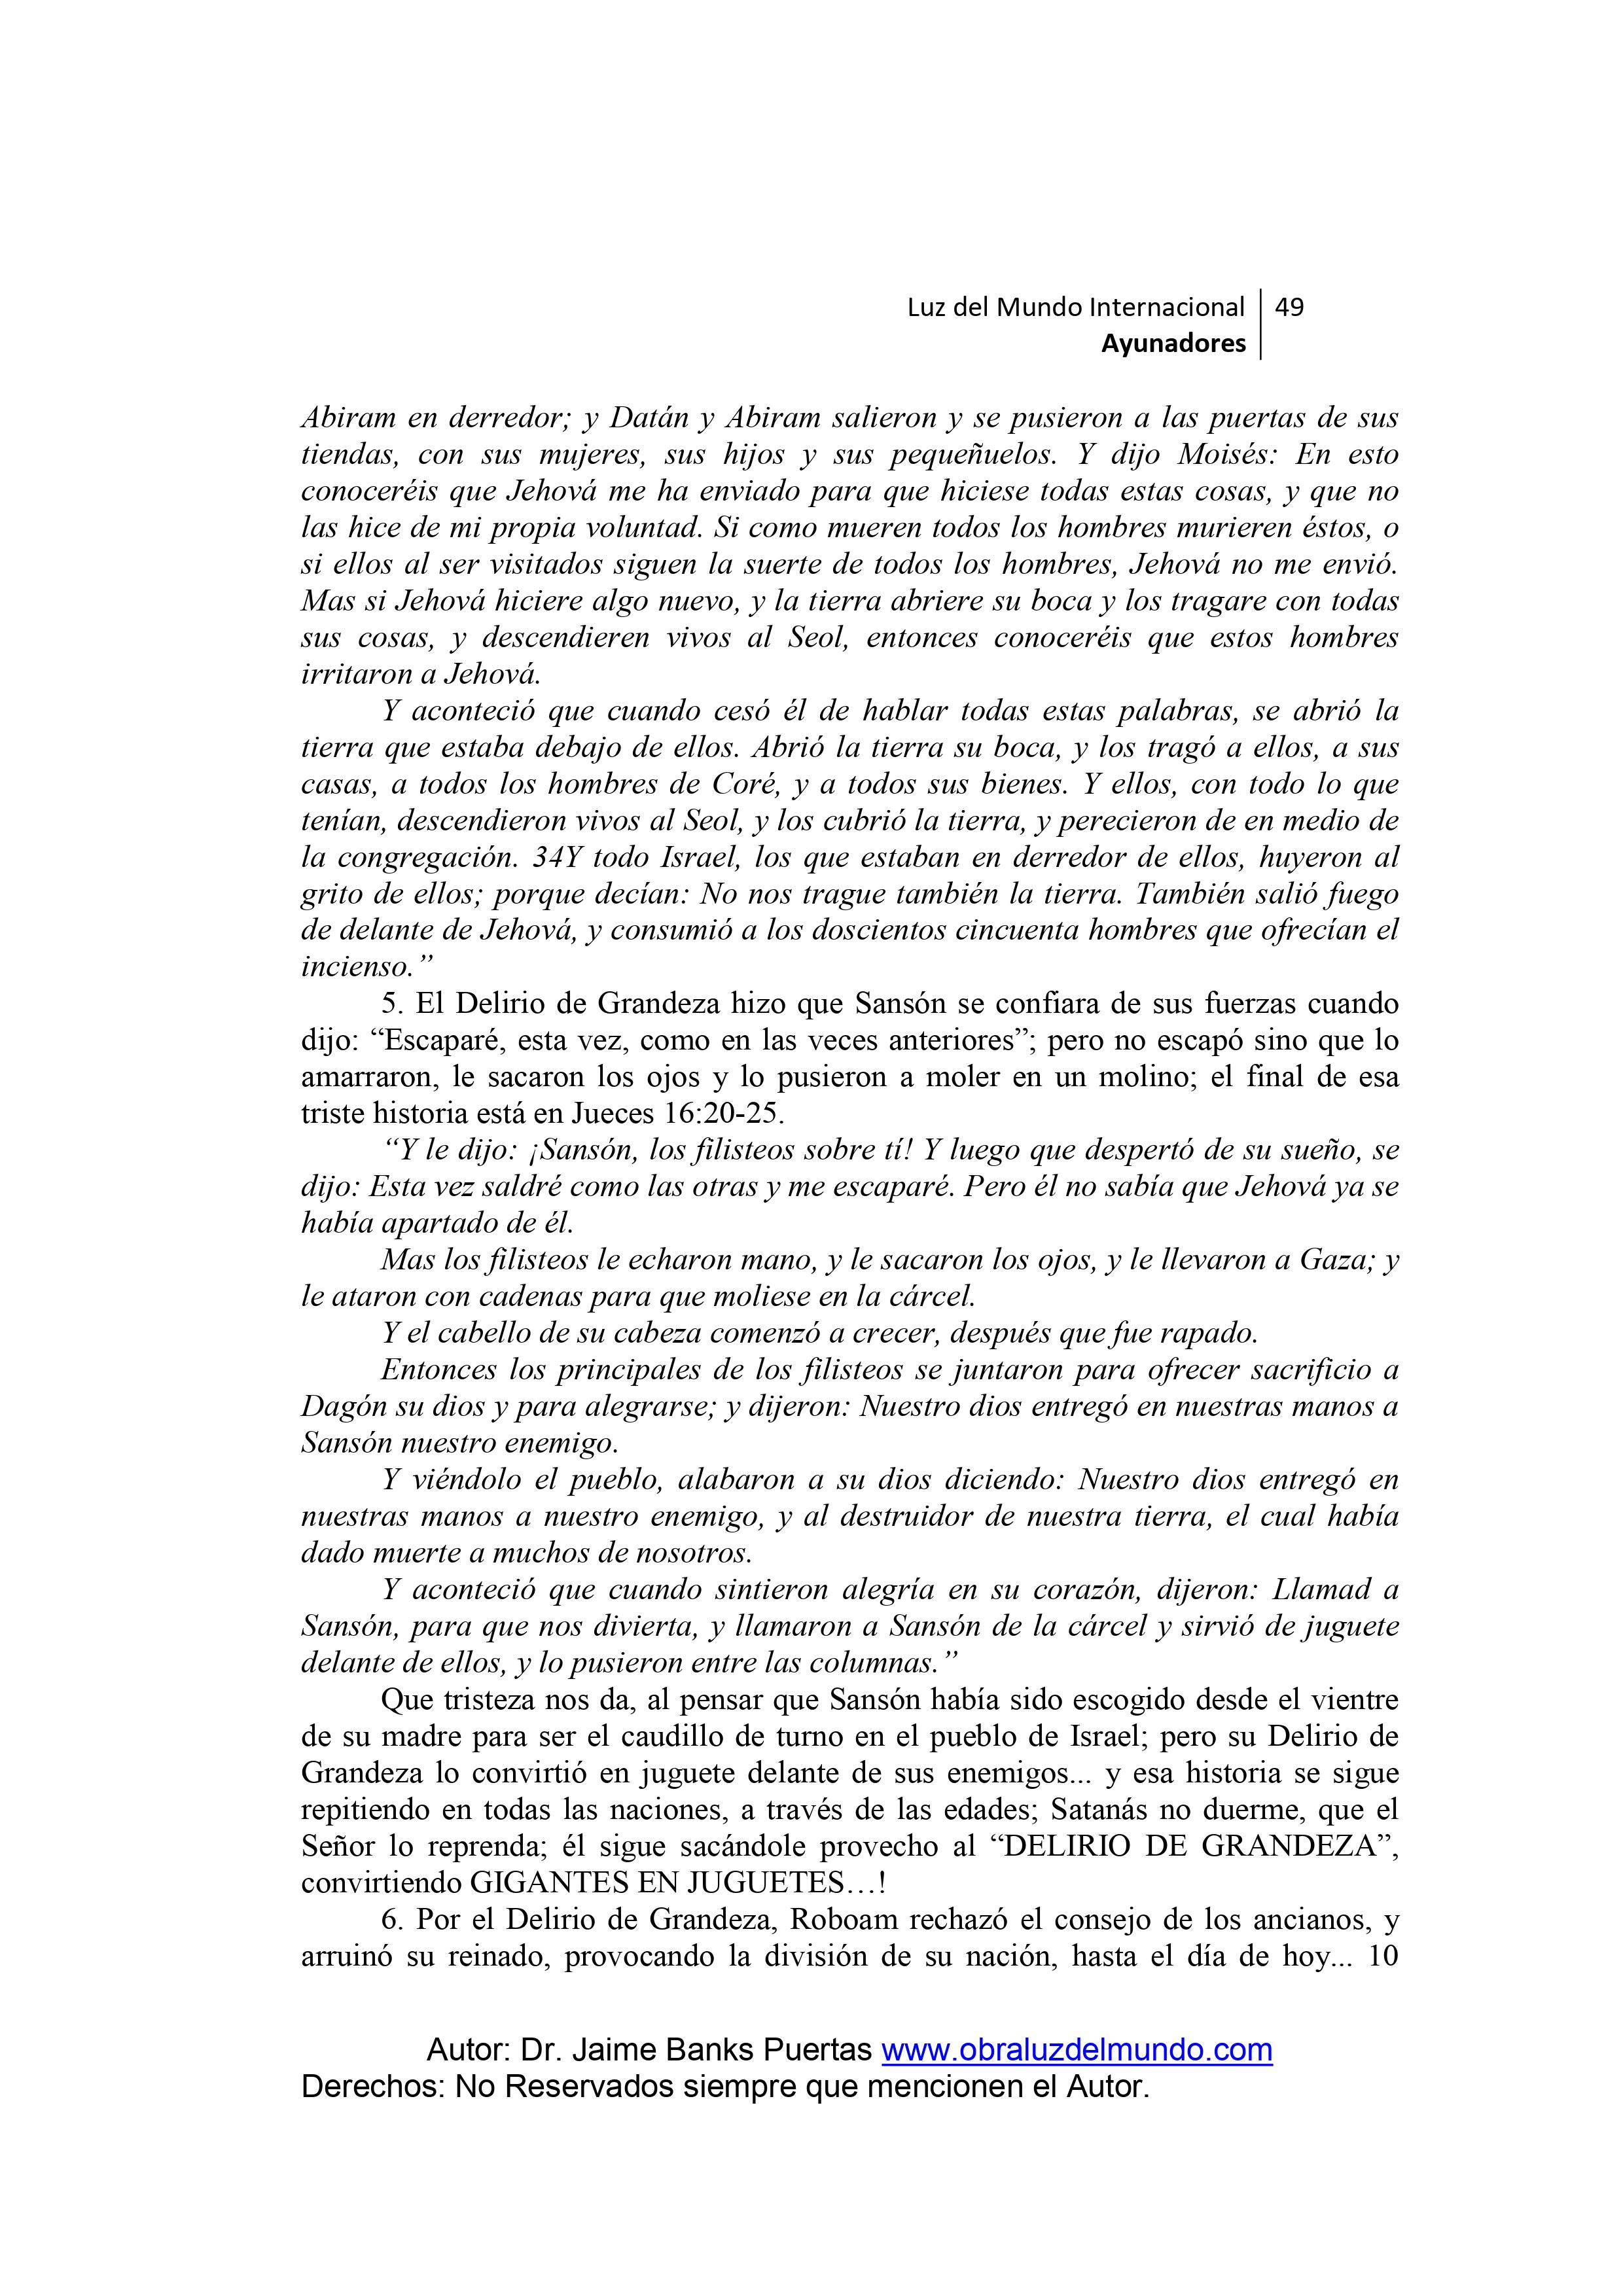 Luz del Mundo Internacional 49
Ayunadores
Abiram en derredor; y Datán y Abiram salieron y se pusieron a las puertas de sus
tiendas, con sus mujeres, sus hijos y sus pequeñuelos. Y dijo Moisés: En esto
conoceréis que Jehová me ha enviado para que hiciese todas estas cosas, y que no
las hice de mi propia voluntad. Si como mueren todos los hombres murieren éstos, o
si ellos al ser visitados siguen la suerte de todos los hombres, Jehová no me envió.
Mas si Jehová hiciere algo nuevo, y la tierra abriere su boca y los tragare con todas
sus cosas, y descendieren vivos al Seol, entonces conoceréis que estos hombres
irritaron a Jehová.
Y aconteció que cuando cesó él de hablar todas estas palabras, se abrió la
tierra que estaba debajo de ellos. Abrió la tierra su boca, y los tragó a ellos, a sus
casas, a todos los hombres de Coré, y a todos sus bienes. Y ellos, con todo lo que
tenían, descendieron vivos al Seol, y los cubrió la tierra, y perecieron de en medio de
la congregación. 34Y todo Israel, los que estaban en derredor de ellos, huyeron al
grito de ellos; porque decían: No nos trague también la tierra. También salió fuego
de delante de Jehová, y consumió a los doscientos cincuenta hombres que ofrecían el
incienso.”
5. El Delirio de Grandeza hizo que Sansón se confiara de sus fuerzas cuando
dijo: “Escaparé, esta vez, como en las veces anteriores”; pero no escapó sino que lo
amarraron, le sacaron los ojos y lo pusieron a moler en un molino; el final de esa
triste historia está en Jueces 16:20-25.
“Y le dijo: ¡Sansón, los filisteos sobre tí! Y luego que despertó de su sueño, se
dijo: Esta vez saldré como las otras y me escaparé. Pero él no sabía que Jehová ya se
había apartado de él.
Mas los filisteos le echaron mano, y le sacaron los ojos, y le llevaron a Gaza; y
le ataron con cadenas para que moliese en la cárcel.
Y el cabello de su cabeza comenzó a crecer, después que fue rapado.
Entonces los principales de los filisteos se juntaron para ofrecer sacrificio a
Dagón su dios y para alegrarse; y dijeron: Nuestro dios entregó en nuestras manos a
Sansón nuestro enemigo.
Y viéndolo el pueblo, alabaron a su dios diciendo: Nuestro dios entregó en
nuestras manos a nuestro enemigo, y al destruidor de nuestra tierra, el cual había
dado muerte a muchos de nosotros.
Y aconteció que cuando sintieron alegría en su corazón, dijeron: Llamad a
Sansón, para que nos divierta, y llamaron a Sansón de la cárcel y sirvió de juguete
delante de ellos, y lo pusieron entre las columnas.”
Que tristeza nos da, al pensar que Sansón había sido escogido desde el vientre
de su madre para ser el caudillo de turno en el pueblo de Israel; pero su Delirio de
Grandeza lo convirtió en juguete delante de sus enemigos... y esa historia se sigue
repitiendo en todas las naciones, a través de las edades; Satanás no duerme, que el
Señor lo reprenda; él sigue sacándole provecho al “DELIRIO DE GRANDEZA”,
convirtiendo GIGANTES EN JUGUETES…!
6. Por el Delirio de Grandeza, Roboam rechazó el consejo de los ancianos, y
arruinó su reinado, provocando la división de su nación, hasta el día de hoy... 10
Autor: Dr. Jaime Banks Puertas www.obraluzdelmundo.com
Derechos: No Reservados siempre que mencionen el Autor.